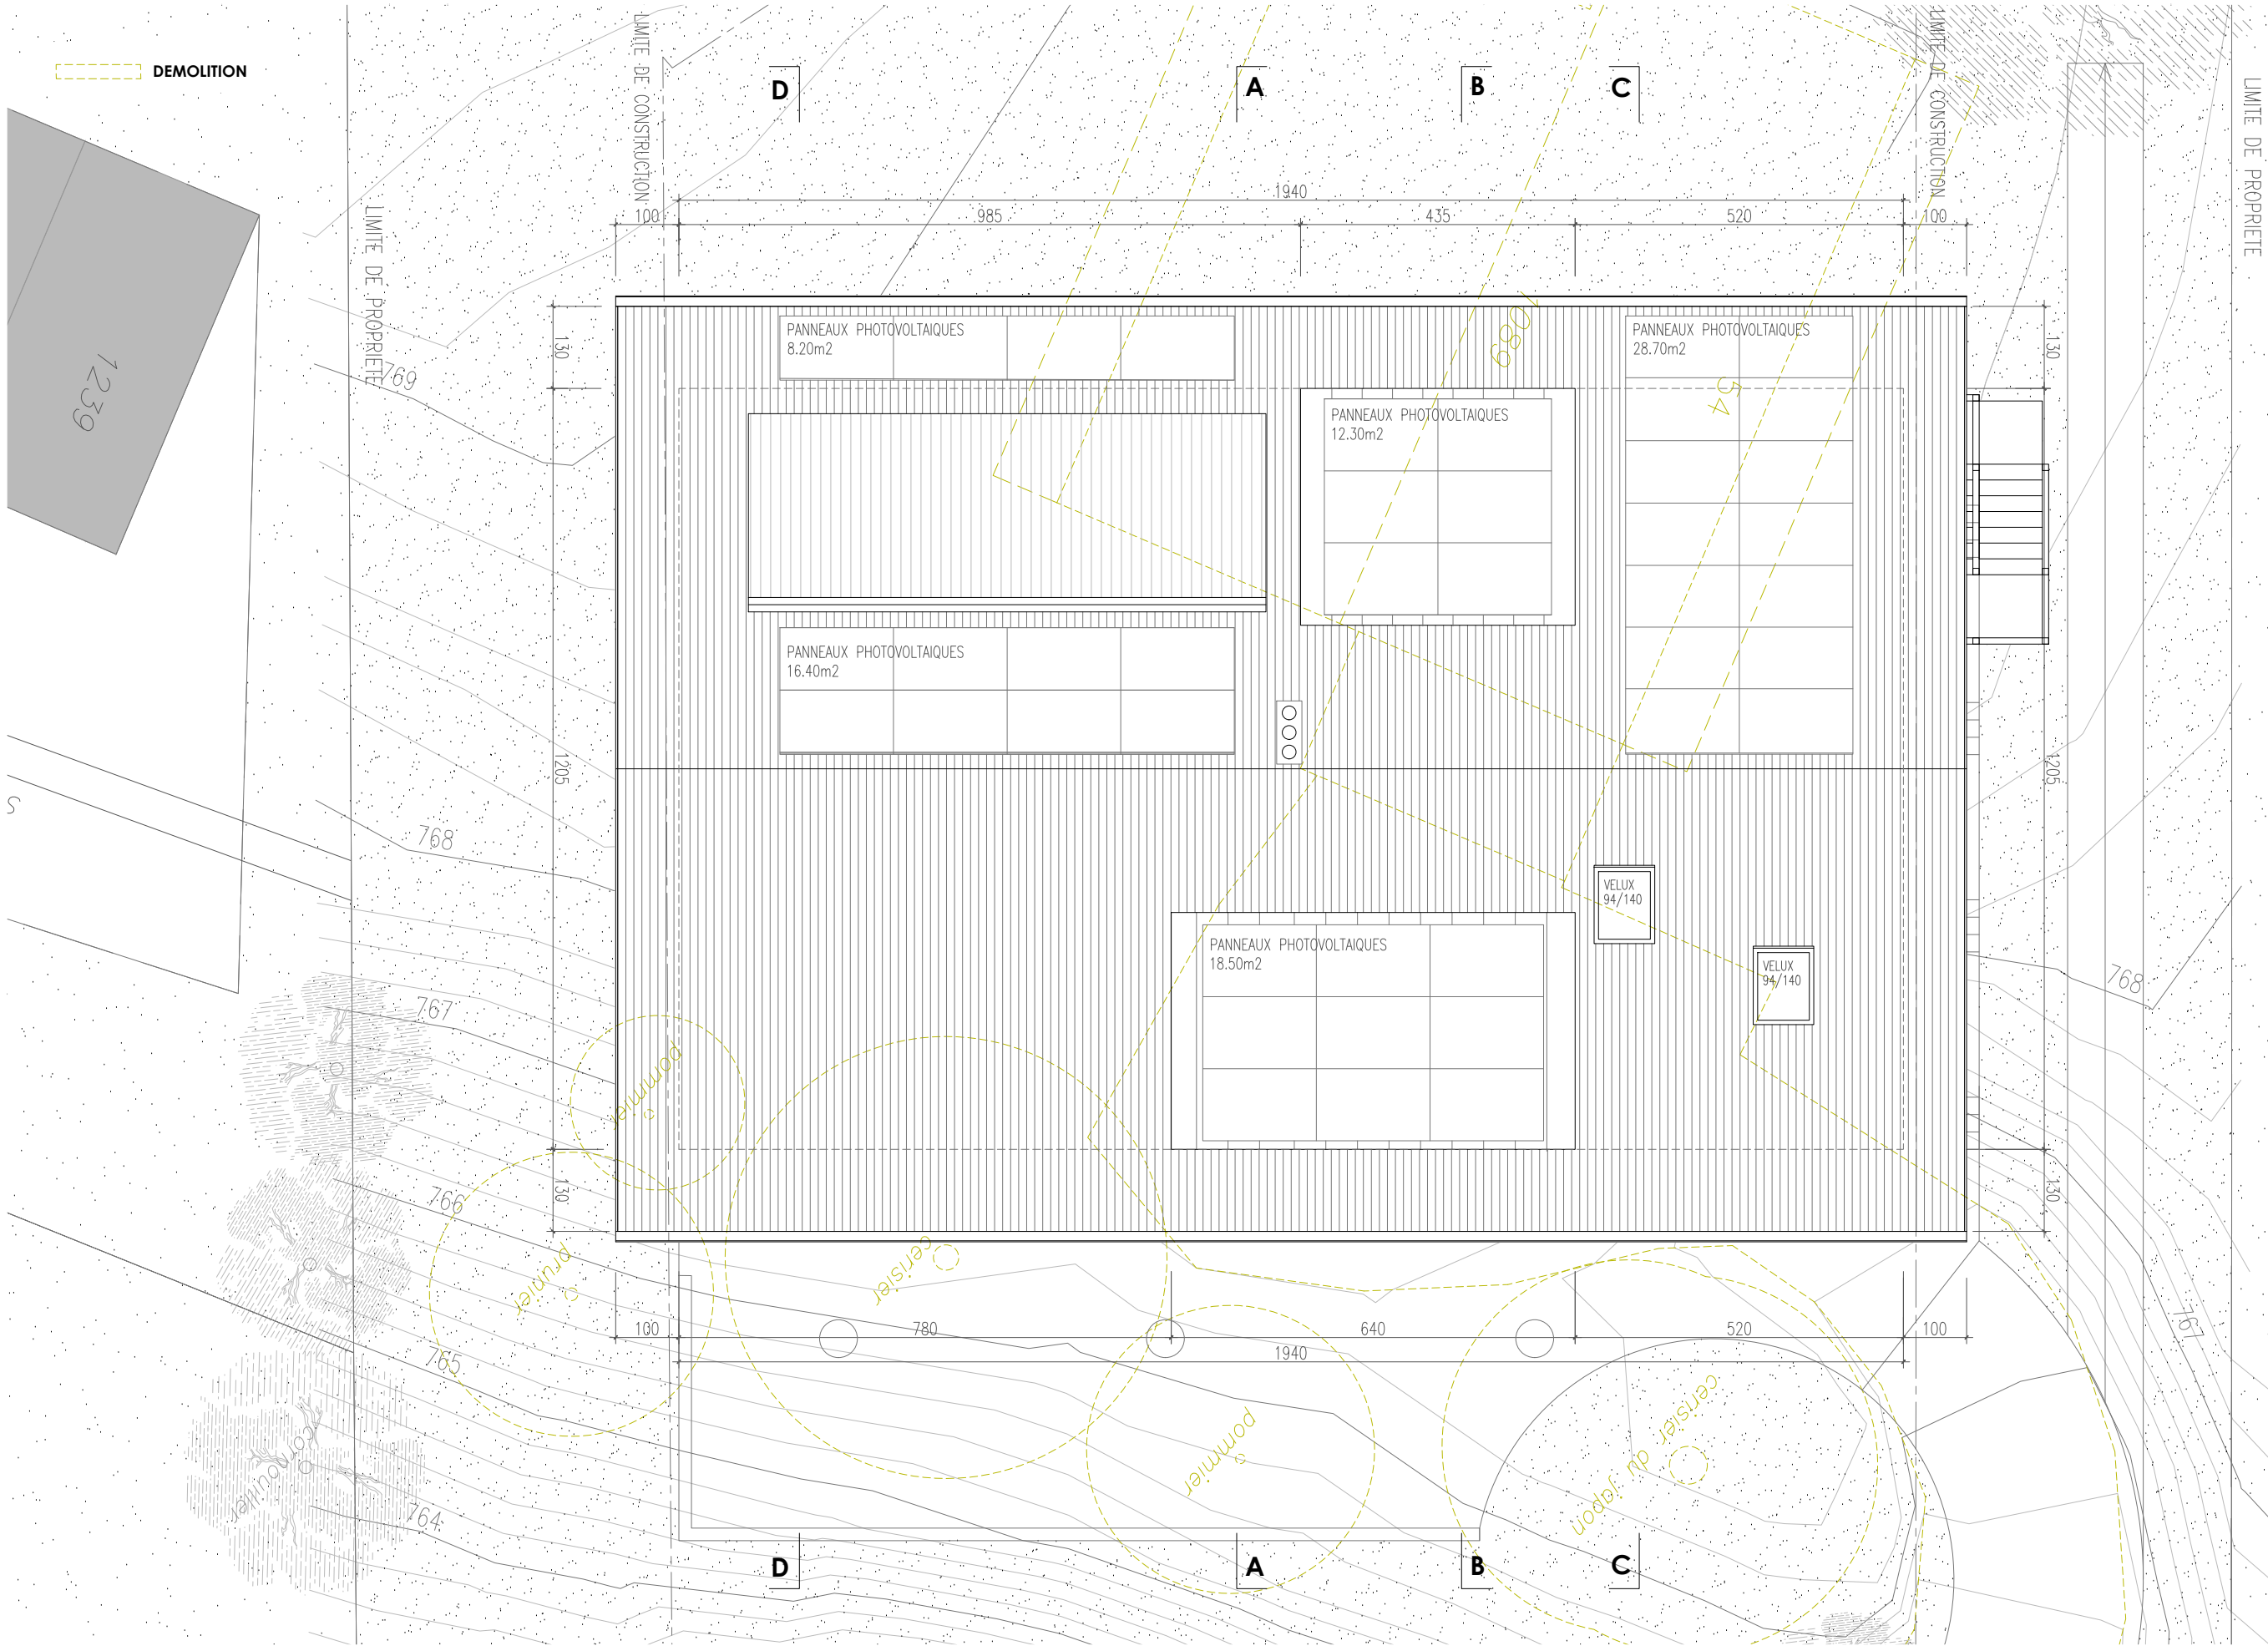 DEMOLITION
LIMITE DE CONSTRUCTION
LIMITE DE CONSTRUCTION
LIMITE DE PROPRIETE
LIMITE DE PROPRIETE
D
A
B
C
1940
100
985
435
520
100
1239
769
130
130
1089
54
PANNEAUX PHOTOVOLTAIQUES
8.20m2
PANNEAUX PHOTOVOLTAIQUES
28.70m2
PANNEAUX PHOTOVOLTAIQUES
12.30m2
PANNEAUX PHOTOVOLTAIQUES
16.40m2
1205
1205
S
768
VELUX
94/140
PANNEAUX PHOTOVOLTAIQUES
18.50m2
VELUX
94/140
768
767
pommier
766
130
130
prunier
cerisier
767
100
780
640
520
100
1940
765
pommier
cerisier du japon
cornouiller
764
D
A
B
C